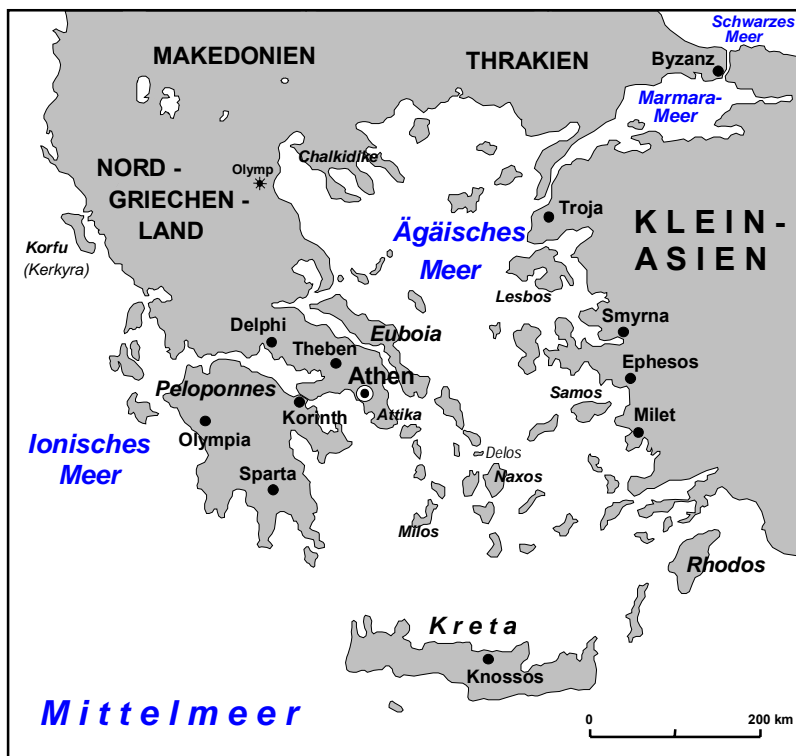 Schwarzes
Meer
MAKEDONIEN
THRAKIEN
Byzanz
Marmara-
Meer
Chalkidike
NORD -
Olymp
GRIECHEN -
LAND
Troja
KLEIN-
ASIEN
Ägäisches
Meer
Korfu
(Kerkyra)
Lesbos
Smyrna
Delphi
Euboia
Theben
Ephesos
Athen
Peloponnes
Samos
Korinth
Attika
Milet
Olympia
Ionisches
Meer
Delos
Sparta
Naxos
Milos
Rhodos
Kreta
Knossos
Mittelmeer
0
200 km